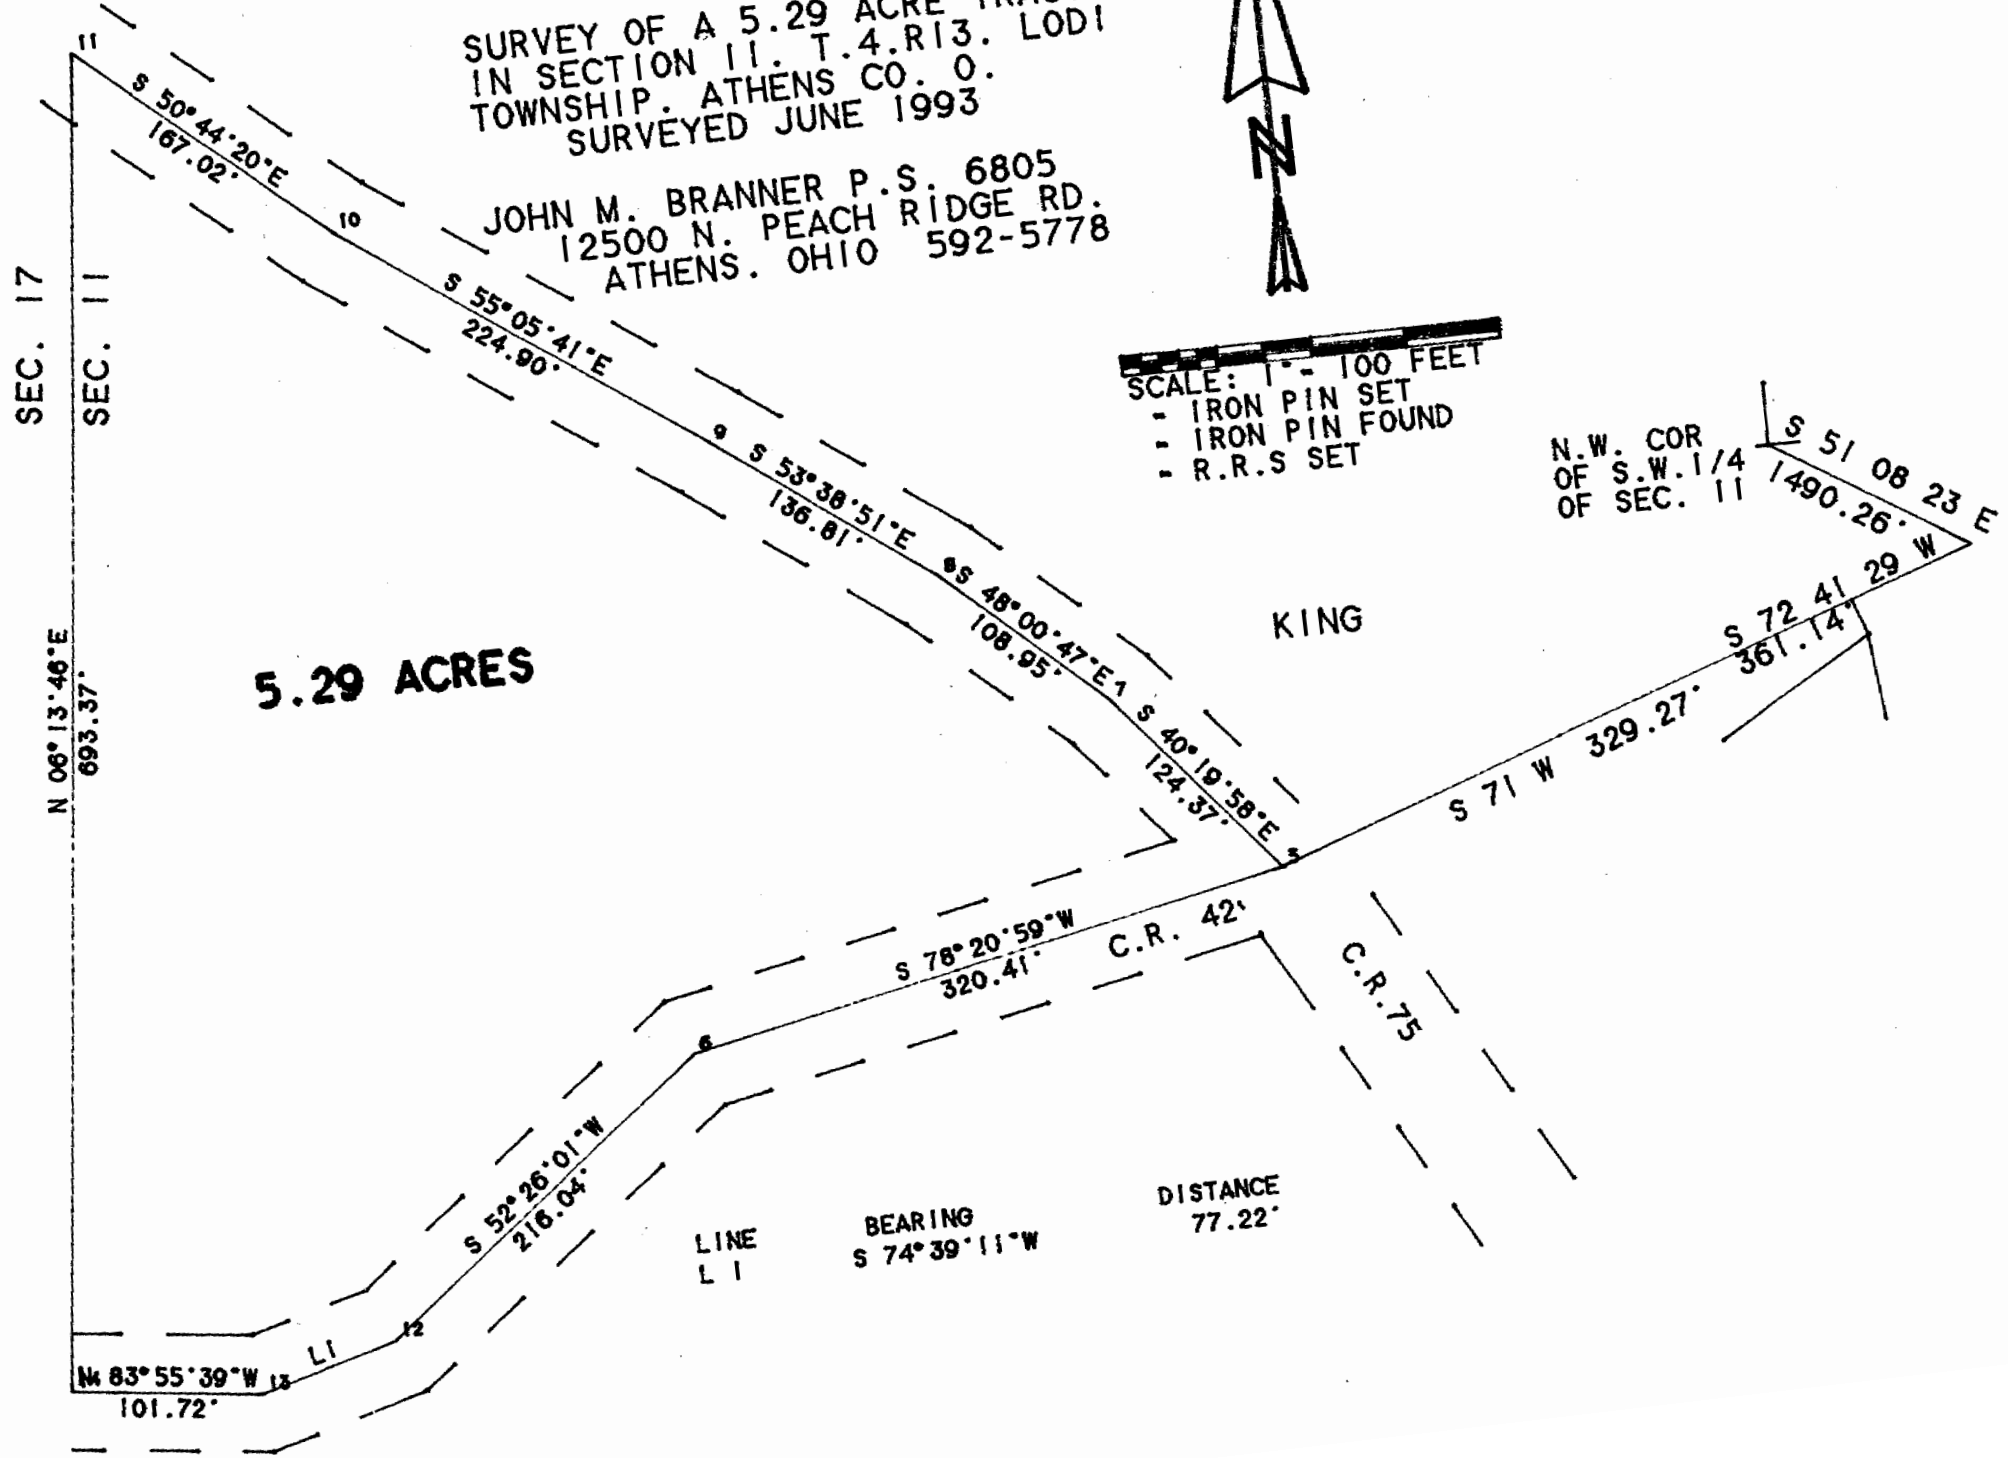 SURVEY OF A 5.29 ACRE
IN SECTION 11. T.4.R13. LODI
TOWNSHIP. ATHENS CO. O.
SURVEYED JUNE 1993
JOHN M. BRANNER P.S. 6805
12500 N. PEACH RIDGE RD.
ATHENS. OHIO 592-5778
N
SCALE: 1"- 100 FEET
- IRON PIN SET
- IRON PIN FOUND
- R.R.S SET
11
S 50°44'20"E
167.02'
10
S 55°05'41"E
224.90'
9
S 53°38'51"E
136.81'
8
S 48°00'47"E
108.95'
7
S 40°19'58"E
124.37'
5
SEC. 17
SEC. 11
N 06°13'46"E
693.37'
5.29 ACRES
KING
N.W. COR
OF S.W.1/4
OF SEC. 11
S 51 08 23 E
1490.26'
S 72 41 29 W
361.14'
S 71 W 329.27'
S 78°20'59"W
320.41'
C.R. 42
C.R.75
6
S 52°26'01"W
216.04'
12
L1
13
N 83°55'39"W
101.72'
LINE BEARING DISTANCE
L 1 S 74°39'11"W 77.22'